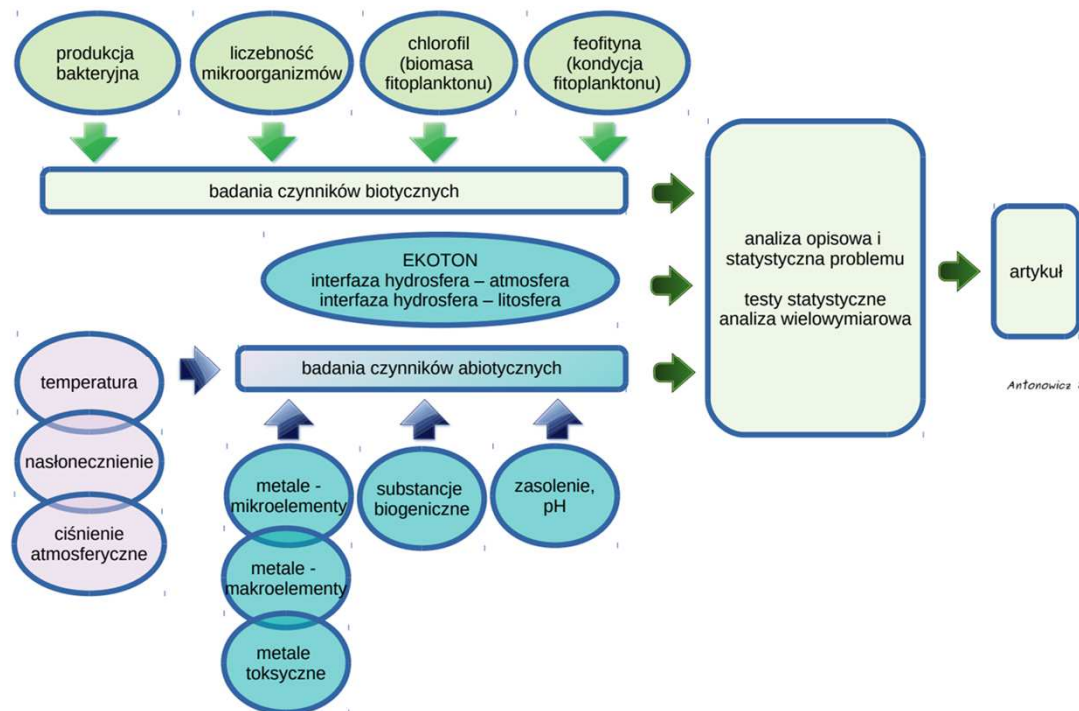 produkcja
bakteryjna
liczebność
mikroorganizmów
chlorofil
(biomasa
fitoplanktonu)
feofityna
(kondycja
fitoplanktonu)
badania czynników biotycznych
EKOTON
interfaza hydrosfera – atmosfera
interfaza hydrosfera – litosfera
analiza opisowa i
statystyczna problemu
testy statystyczne
analiza wielowymiarowa
artykuł
Antonowicz
temperatura
nasłonecznienie
ciśnienie
atmosferyczne
badania czynników abiotycznych
metale -
mikroelementy
metale -
makroelementy
metale
toksyczne
substancje
biogeniczne
zasolenie,
pH